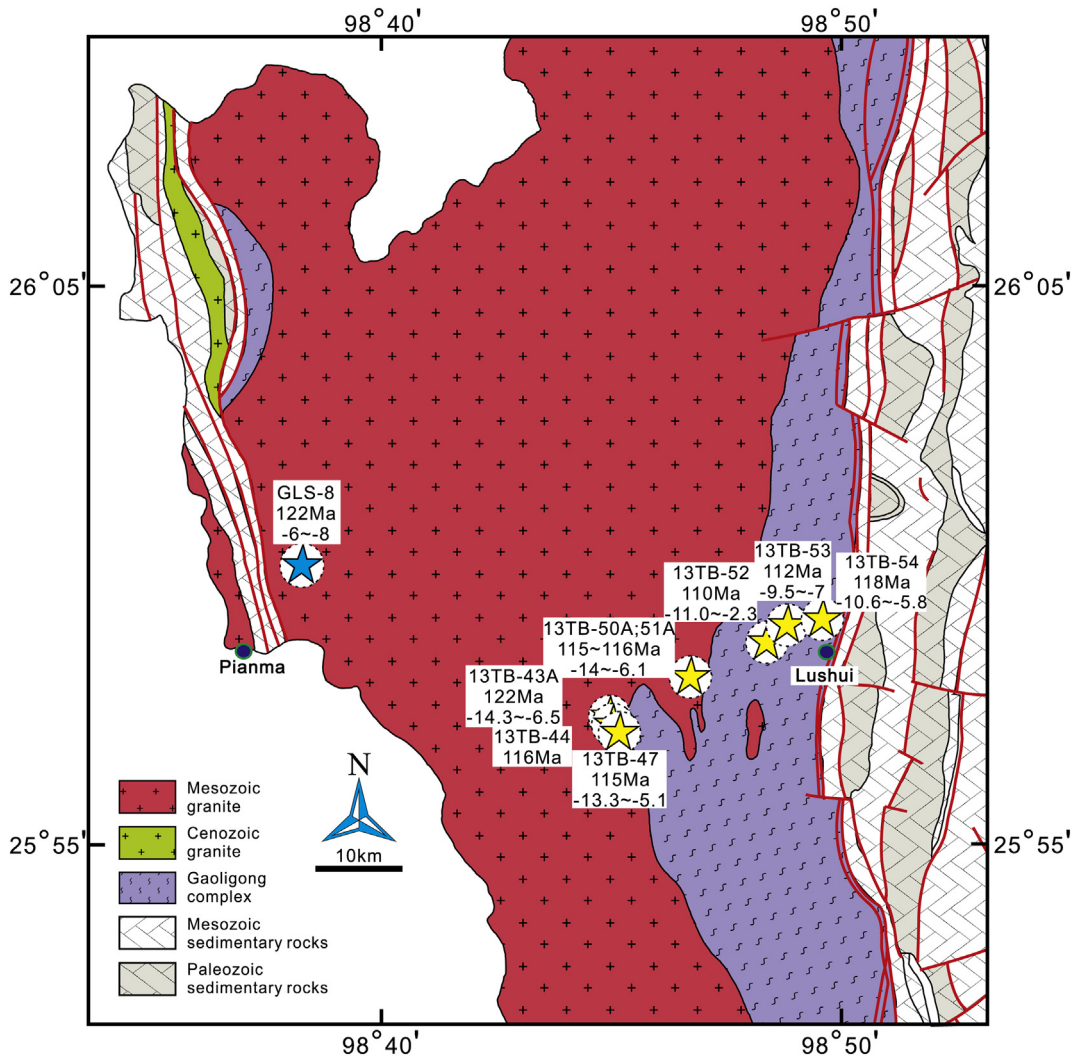 98°40'
98°50'
26°05'
26°05'
GLS-8
122Ma
-6~-8
13TB-53
112Ma
-9.5~-7
13TB-54
118Ma
-10.6~-5.8
13TB-52
110Ma
-11.0~-2.3
13TB-50A;51A
115~116Ma
-14~-6.1
Pianma
Lushui
13TB-43A
122Ma
-14.3~-6.5
13TB-44
116Ma
13TB-47
115Ma
-13.3~-5.1
N
10km
Mesozoic
granite
Cenozoic
granite
Gaoligong
complex
Mesozoic
sedimentary rocks
Paleozoic
sedimentary rocks
25°55'
25°55'
98°40'
98°50'